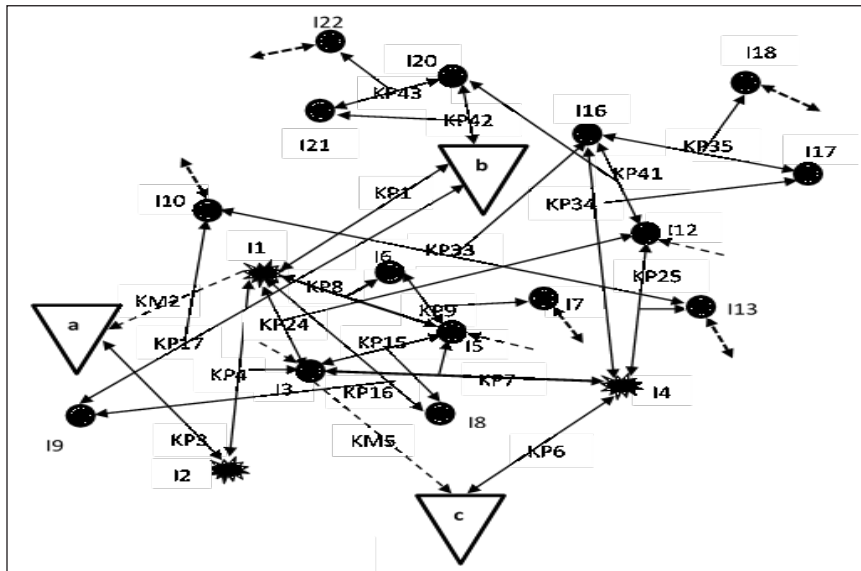 I22
I20
I18
KP43
I16
KP42
I21
KP35
I17
b
KP41
KP1
I10
KP34
I12
I1
KP33
I6
KP8
KP25
KM2
a
KP9
I7
I13
KP24
KP17
KP15
I5
KP4
KP7
I3
KP16
I4
I9
I8
KP3
KM5
KP6
I2
c